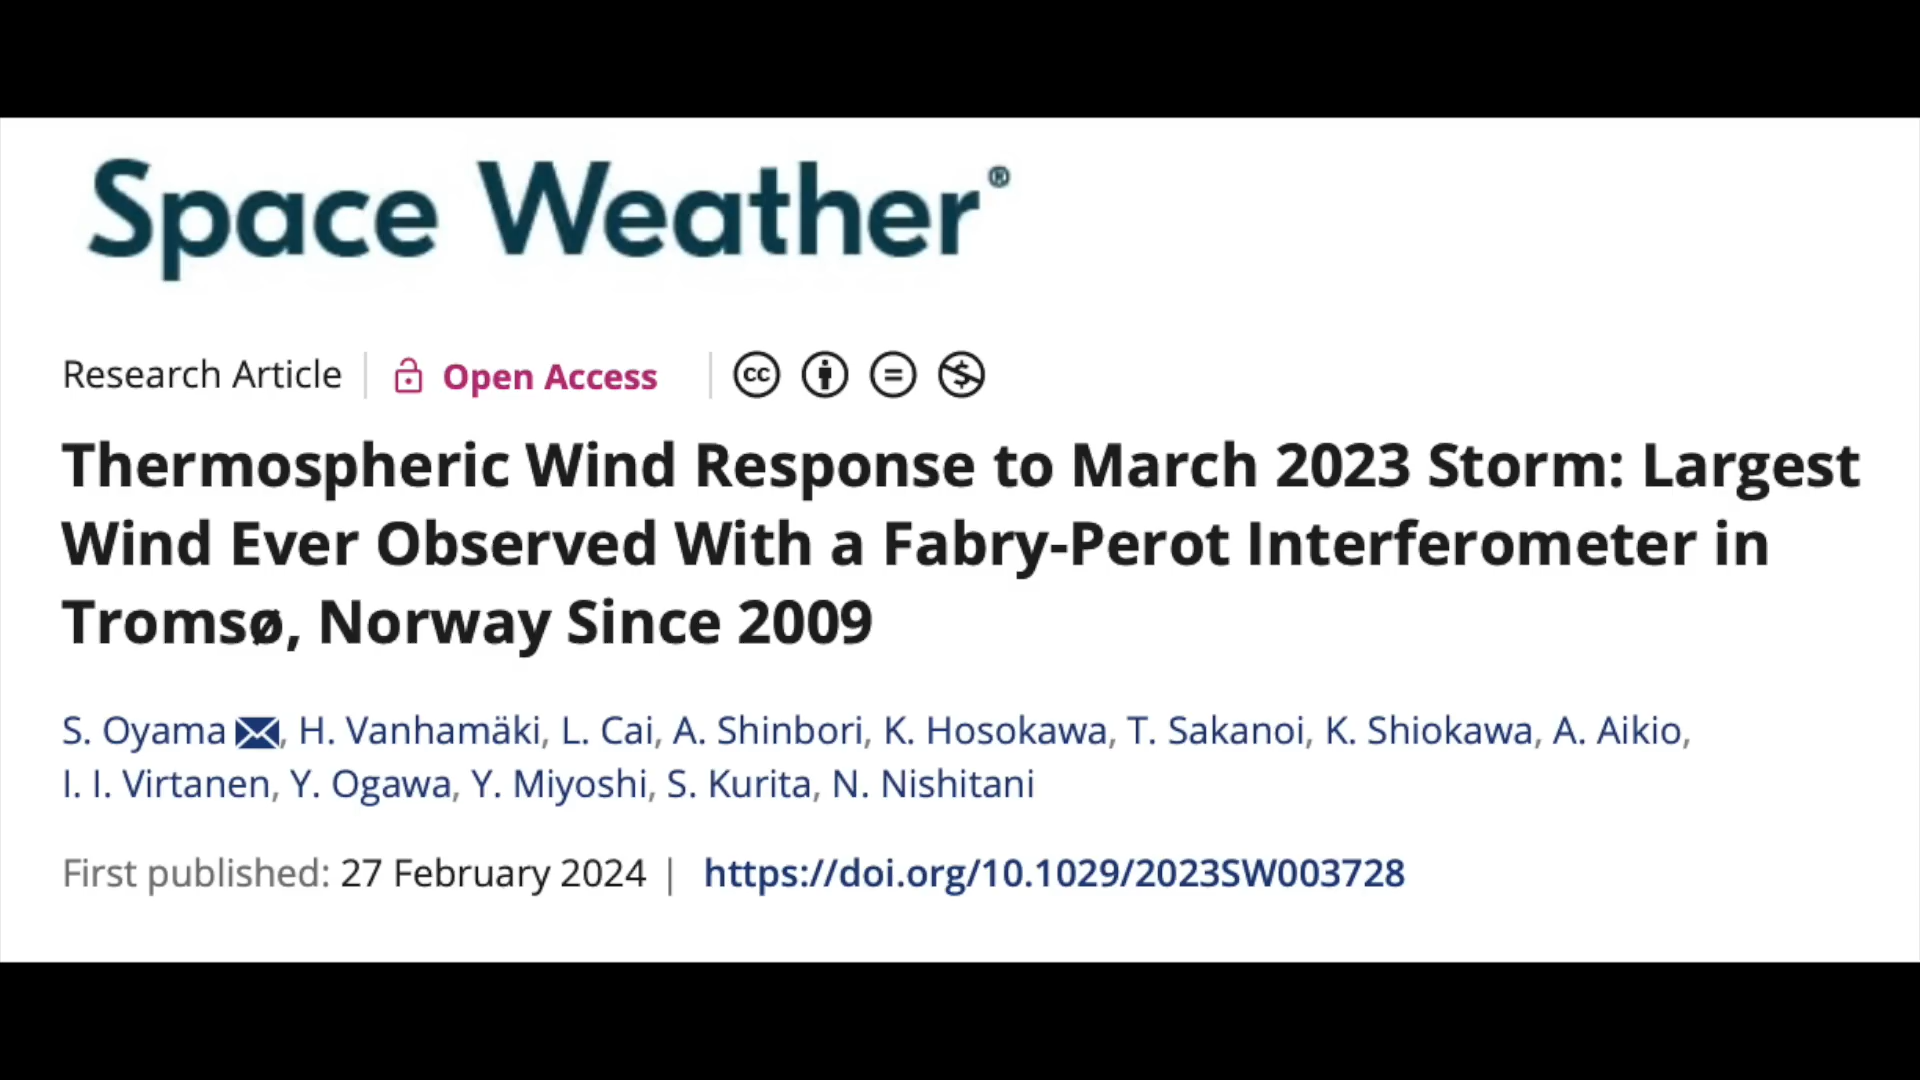 Space Weather®
Research Article Open Access cc
Thermospheric Wind Response to March 2023 Storm: Largest
Wind Ever Observed With a Fabry-Perot Interferometer in
Tromsø, Norway Since 2009
S. Oyama, H. Vanhamäki, L. Cai, A. Shinbori, K. Hosokawa, T. Sakanoi, K. Shiokawa, A. Aikio,
I. I. Virtanen, Y. Ogawa, Y. Miyoshi, S. Kurita, N. Nishitani
First published: 27 February 2024 | https://doi.org/10.1029/2023SW003728